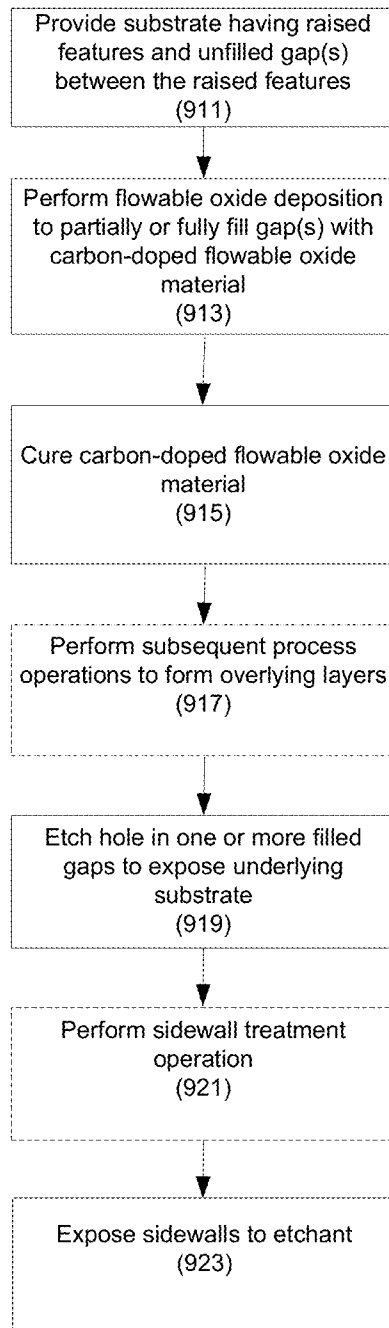 Provide substrate having raised
features and unfilled gap(s)
between the raised features
(911)
Perform flowable oxide deposition
to partially or fully fill gap(s) with
carbon-doped flowable oxide
material
(913)
Cure carbon-doped flowable oxide
material
(915)
Perform subsequent process
operations to form overlying layers
(917)
Etch hole in one or more filled
gaps to expose underlying
substrate
(919)
Perform sidewall treatment
operation
(921)
Expose sidewalls to etchant
(923)